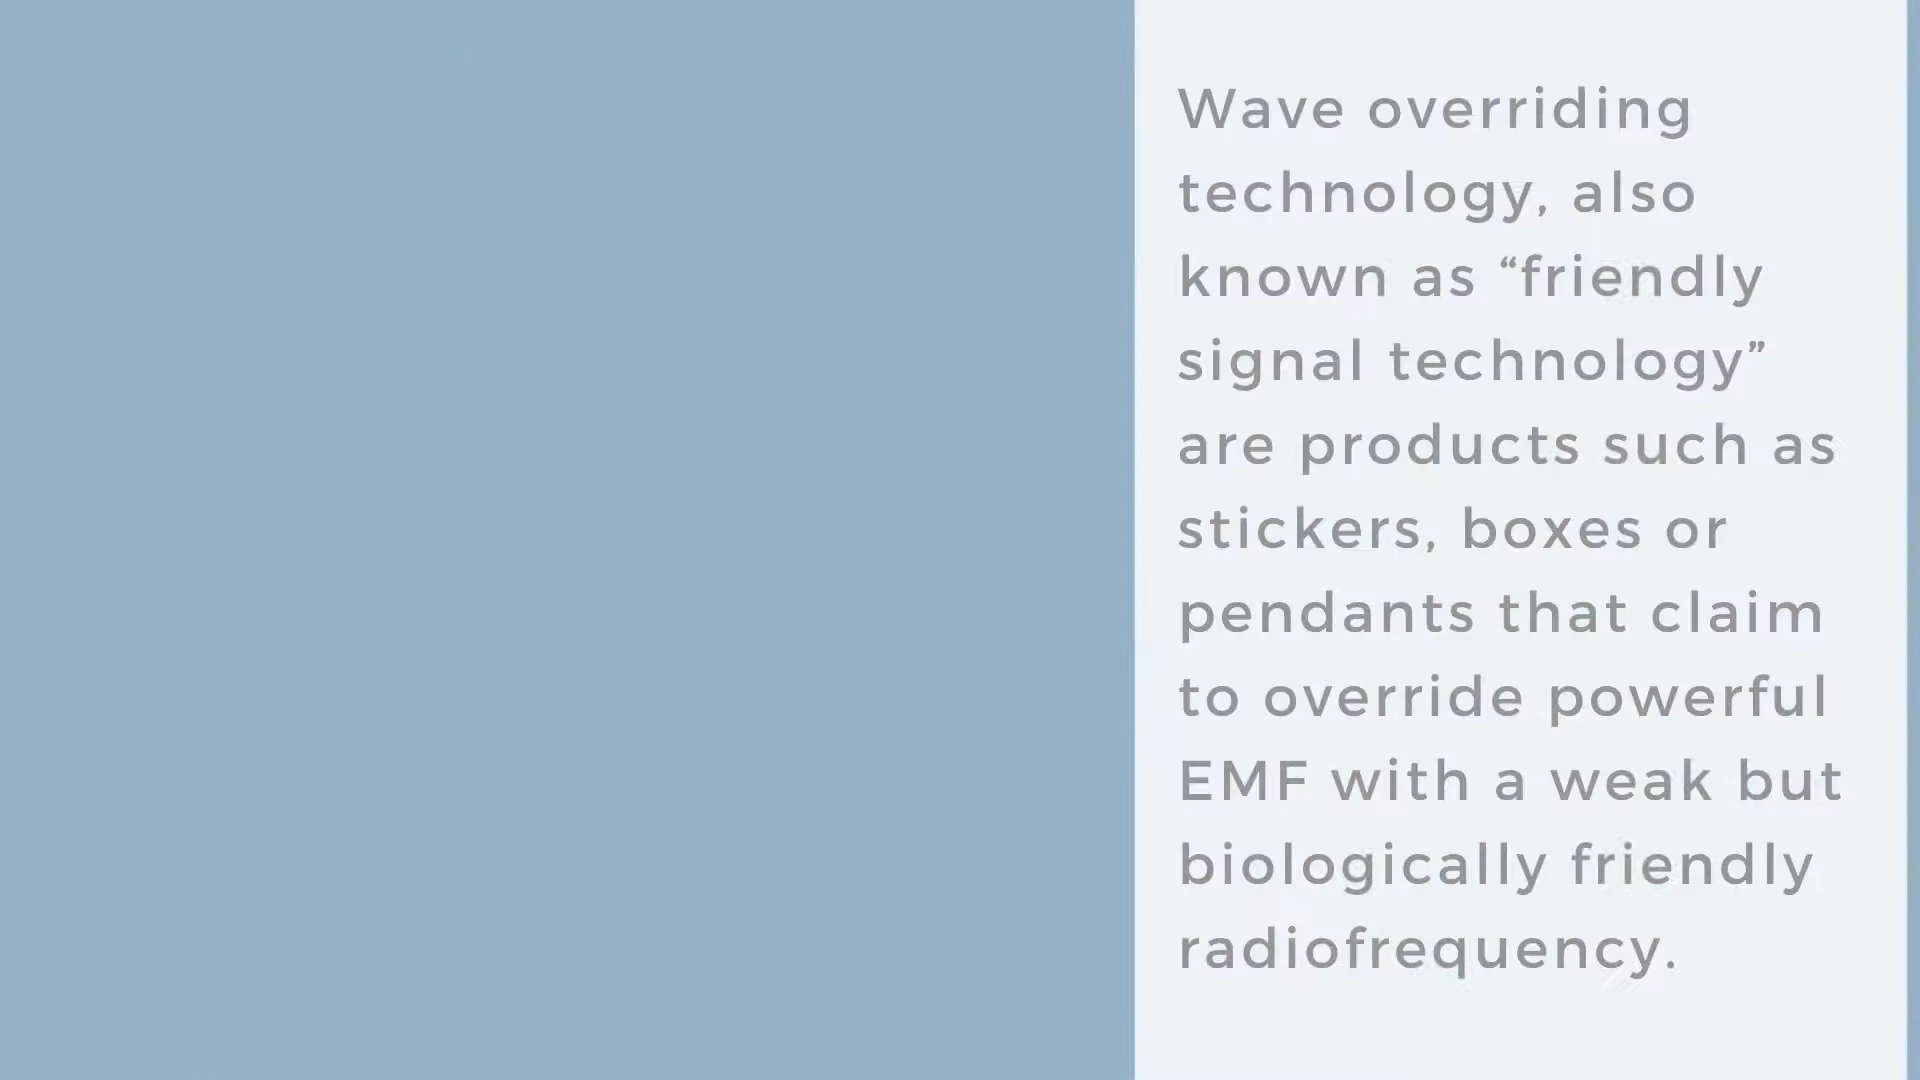 Wave overriding
technology, also
known as “friendly
signal technology”
are products such as
stickers, boxes or
pendants that claim
to override powerful
EMF with a weak but
biologically friendly
radiofrequency.